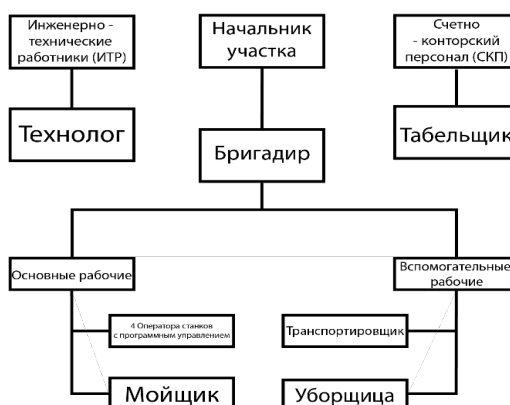 Инженерно -
технические
работники (ИТР)
Начальник
участка
Счетно
- конторский
персонал (СКП)
Технолог
Бригадир
Табельщик
Основные рабочие
Вспомогательные
рабочие
4 Оператора станков
с программным управлением
Транспортировщик
Мойщик
Уборщица